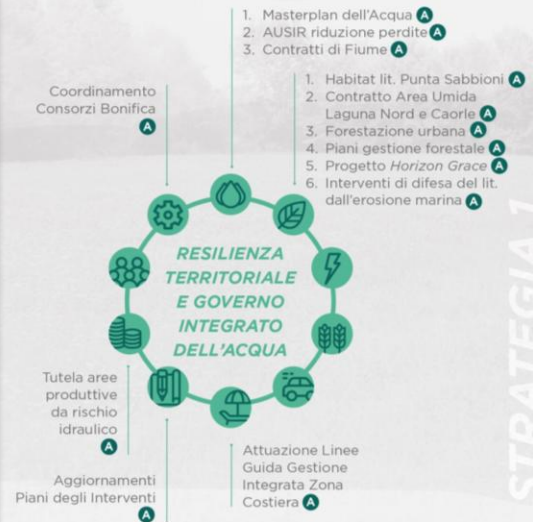 1. Masterplan dell'Acqua A
2. AUSIR riduzione perdite A
3. Contratti di Fiume A
1. Habitat lit. Punta Sabbioni A
2. Contratto Area Umida
Laguna Nord e Caorle A
3. Forestazione urbana A
4. Piani gestione forestale A
5. Progetto Horizon Grace A
6. Interventi di difesa del lit.
dall'erosione marina A
Coordinamento
Consorzi Bonifica
A
RESILIENZA
TERRITORIALE
E GOVERNO
INTEGRATO
DELL'ACQUA
Tutela aree
produttive
da rischio
idraulico
A
Aggiornamenti
Piani degli Interventi
A
Attuazione Linee
Guida Gestione
Integrata Zona
Costiera A
STRATEGIA 1